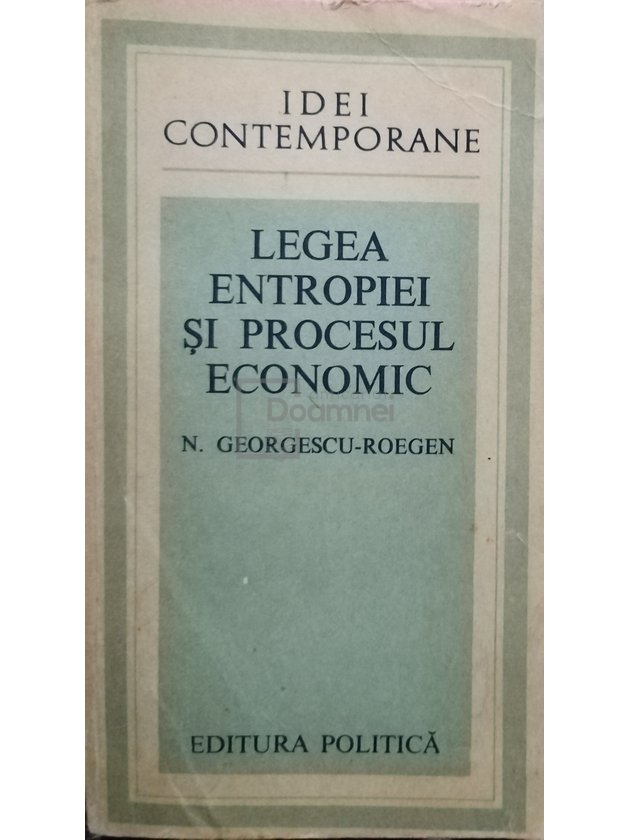 IDEI
CONTEMPORANE
LEGEA
ENTROPIEI
ȘI PROCESUL
ECONOMIC
Doamnei
N. GEORGESCU-ROEGEN
EDITURA POLITICĂ